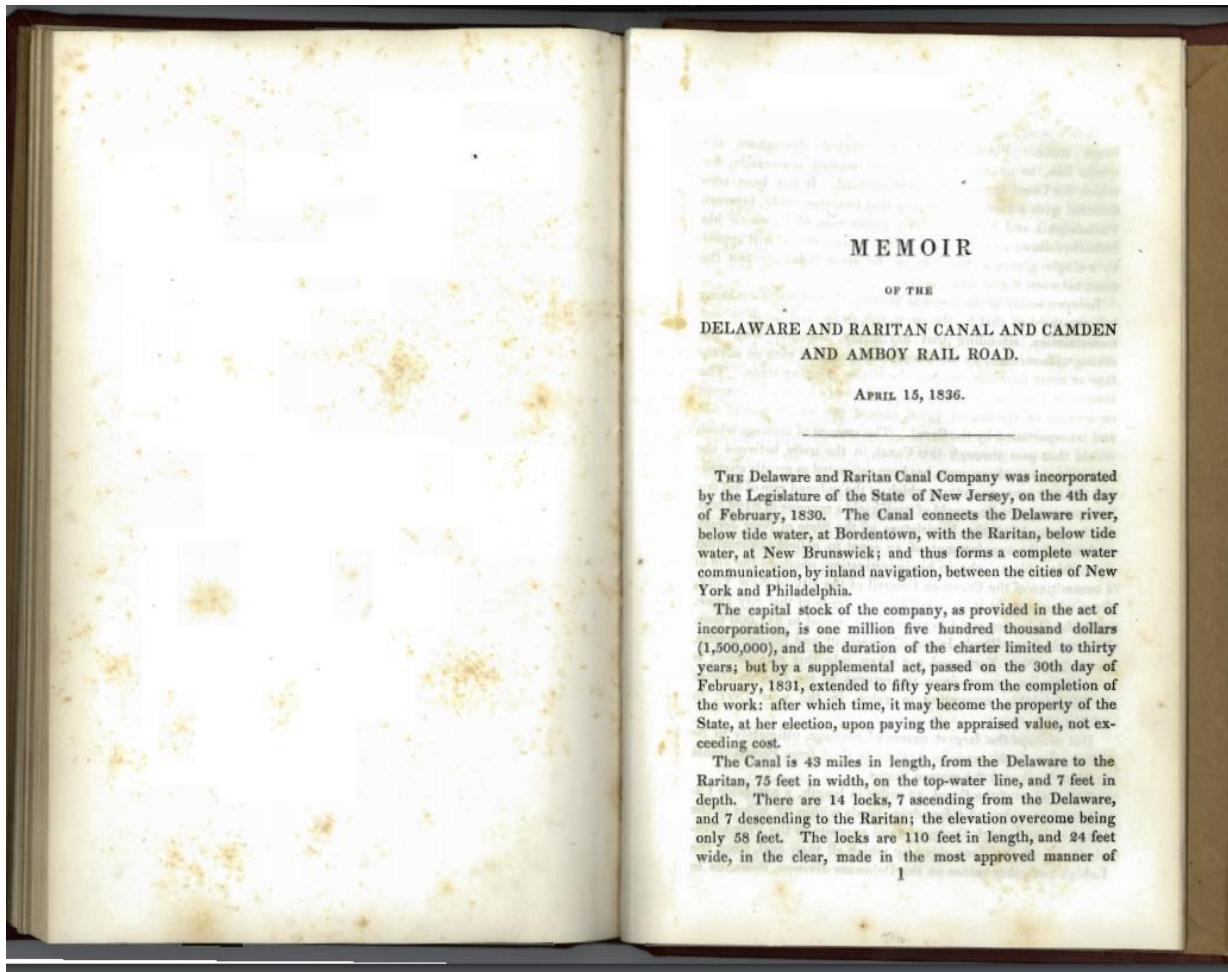 MEMOIR
OF THE
DELAWARE AND RARITAN CANAL AND CAMDEN
AND AMBOY RAIL ROAD.
APRIL 15, 1836.
THE Delaware and Raritan Canal Company was incorporated
by the Legislature of the State of New Jersey, on the 4th day
of February, 1830. The Canal connects the Delaware river,
below tide water, at Bordentown, with the Raritan, below tide
water, at New Brunswick; and thus forms a complete water
communication, by inland navigation, between the cities of New
York and Philadelphia.
The capital stock of the company, as provided in the act of
incorporation, is one million five hundred thousand dollars
(1,500,000), and the duration of the charter limited to thirty
years; but by a supplemental act, passed on the 30th day of
February, 1831, extended to fifty years from the completion of
the work: after which time, it may become the property of the
State, at her election, upon paying the appraised value, not ex-
ceeding cost.
The Canal is 43 miles in length, from the Delaware to the
Raritan, 75 feet in width, on the top-water line, and 7 feet in
depth. There are 14 locks, 7 ascending from the Delaware,
and 7 descending to the Raritan; the elevation overcome being
only 58 feet. The locks are 110 feet in length, and 24 feet
wide, in the clear, made in the most approved manner of
1